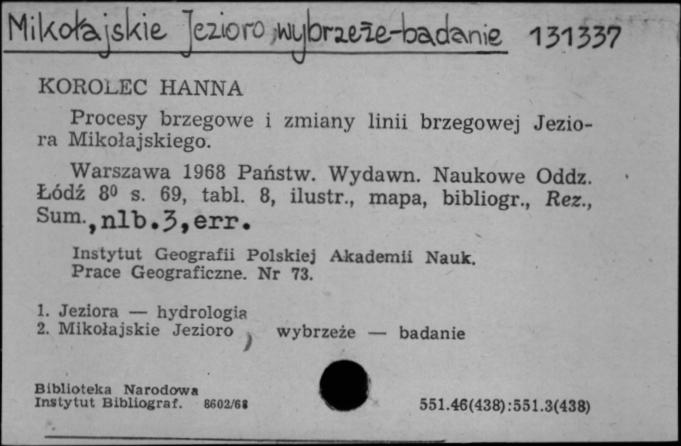 Mikołajskie Jezioro, wybrzeże-badanie 131337
KOROLEC HANNA
Procesy brzegowe i zmiany linii brzegowej Jezio-
ra Mikołajskiego.
Warszawa 1968 Państw. Wydawn. Naukowe Oddz.
Łódź 8⁰ s. 69, tabl. 8, ilustr., mapa, bibliogr., Rez.,
Sum., nlb.3, err.
Instytut Geografii Polskiej Akademii Nauk.
Prace Geograficzne. Nr 73.
1. Jeziora — hydrologia
2. Mikołajskie Jezioro, wybrzeże — badanie
Biblioteka Narodowa
Instytut Bibliograf. 8602/68 551.46(438):551.3(438)